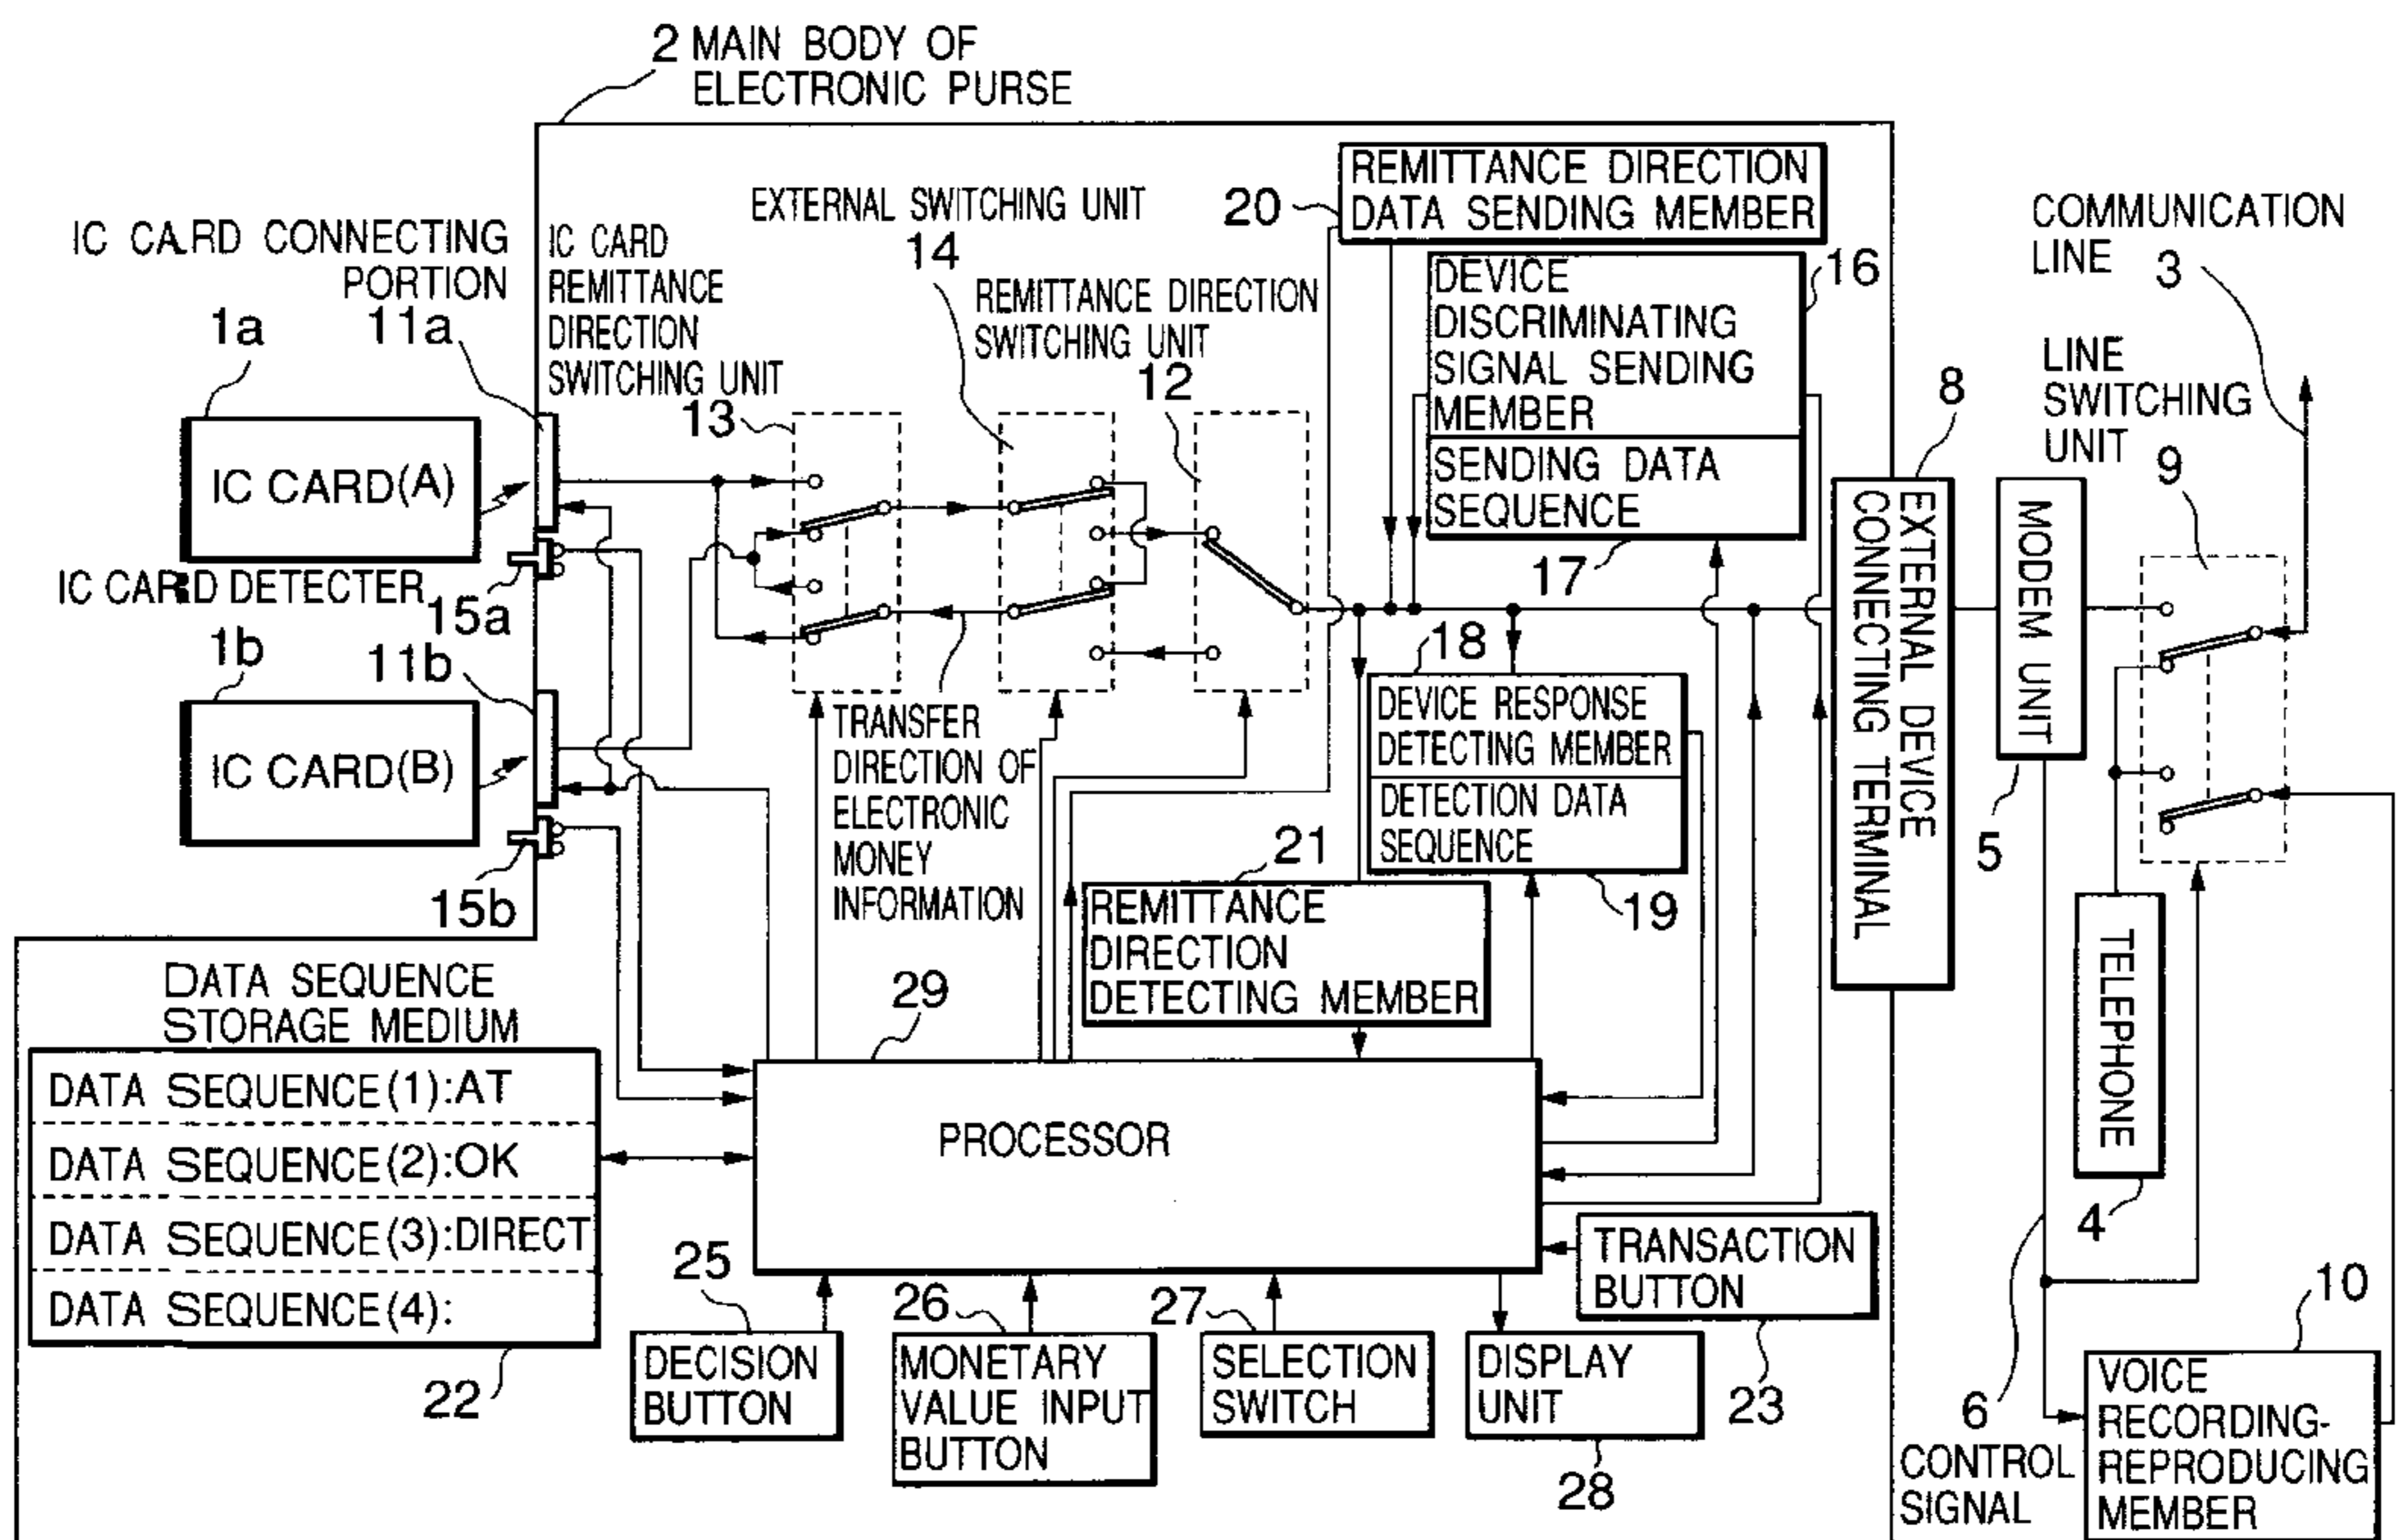 2 MAIN BODY OF
ELECTRONIC PURSE
REMITTANCE DIRECTION
DATA SENDING MEMBER
20
EXTERNAL SWITCHING UNIT
14
COMMUNICATION
LINE 3
IC CARD CONNECTING
PORTION
11a
1a
IC CARD
REMITTANCE
DIRECTION
SWITCHING UNIT
13
REMITTANCE DIRECTION
SWITCHING UNIT
12
DEVICE
DISCRIMINATING
SIGNAL SENDING
MEMBER
16
SENDING DATA
SEQUENCE
17
LINE
SWITCHING
UNIT
9
8
IC CARD(A)
IC CARD DETECTER
15a
1b
11b
IC CARD(B)
15b
EXTERNAL DEVICE
CONNECTING TERMINAL
MODEM UNIT
5
18
DEVICE RESPONSE
DETECTING MEMBER
DETECTION DATA
SEQUENCE
19
TRANSFER
DIRECTION OF
ELECTRONIC
MONEY
INFORMATION
21
REMITTANCE
DIRECTION
DETECTING MEMBER
TELEPHONE
4
DATA SEQUENCE
STORAGE MEDIUM
29
DATA SEQUENCE(1):AT
DATA SEQUENCE(2):OK
DATA SEQUENCE(3):DIRECT
DATA SEQUENCE(4):
22
PROCESSOR
TRANSACTION
BUTTON
23
25
DECISION
BUTTON
26
MONETARY
VALUE INPUT
BUTTON
27
SELECTION
SWITCH
DISPLAY
UNIT
28
6
CONTROL
SIGNAL
10
VOICE
RECORDING-
REPRODUCING
MEMBER